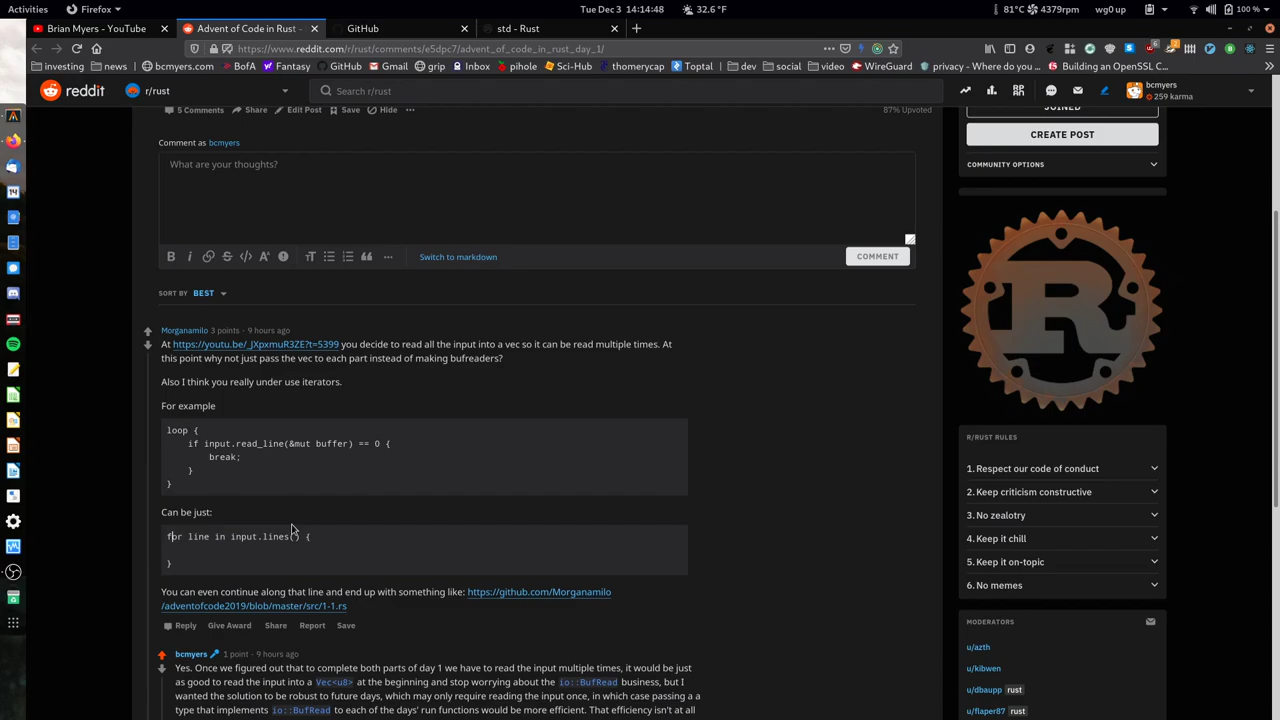 Activities
Firefox
Tue Dec 3 14:14:48
32.6 °F
81°C
4379rpm
wg0 up
100 %
Brian Myers - YouTube
Advent of Code in Rust -
GitHub
std - Rust
https://www.reddit.com/r/rust/comments/e5dpc7/advent_of_code_in_rust_day_1/
investing
news
bcmyers.com
BofA
Fantasy
GitHub
Gmail
grip
Inbox
pihole
Sci-Hub
thomerycap
Toptal
dev
social
video
WireGuard
privacy - Where do you ...
Building an OpenSSL C...
reddit
r/rust
Search r/rust
bcmyers
259 karma
5 Comments
Share
Edit Post
Save
Hide
87% Upvoted
JOINED
CREATE POST
COMMUNITY OPTIONS
Comment as bcmyers
What are your thoughts?
Switch to markdown
COMMENT
SORT BY BEST
Morganamilo 3 points · 9 hours ago
At https://youtu.be/_JXpxmuR3ZE?t=5399 you decide to read all the input into a vec so it can be read multiple times. At
this point why not just pass the vec to each part instead of making bufreaders?
Also I think you really under use iterators.
For example
loop {
if input.read_line(&mut buffer) == 0 {
break;
}
}
Can be just:
for line in input.lines() {
}
You can even continue along that line and end up with something like: https://github.com/Morganamilo
/adventofcode2019/blob/master/src/1-1.rs
Reply
Give Award
Share
Report
Save
bcmyers 1 point · 9 hours ago
Yes. Once we figured out that to complete both parts of day 1 we have to read the input multiple times, it would be just
as good to read the input into a Vec<u8> at the beginning and stop worrying about the io::BufRead business, but I
wanted the solution to be robust to future days, which may only require reading the input once, in which case passing a a
type that implements io::BufRead to each of the days' run functions would be more efficient. That efficiency isn't at all
R/RUST RULES
1. Respect our code of conduct
2. Keep criticism constructive
3. No zealotry
4. Keep it chill
5. Keep it on-topic
6. No memes
MODERATORS
u/azth
u/kibwen
u/dbaupp rust
u/flaper87 rust